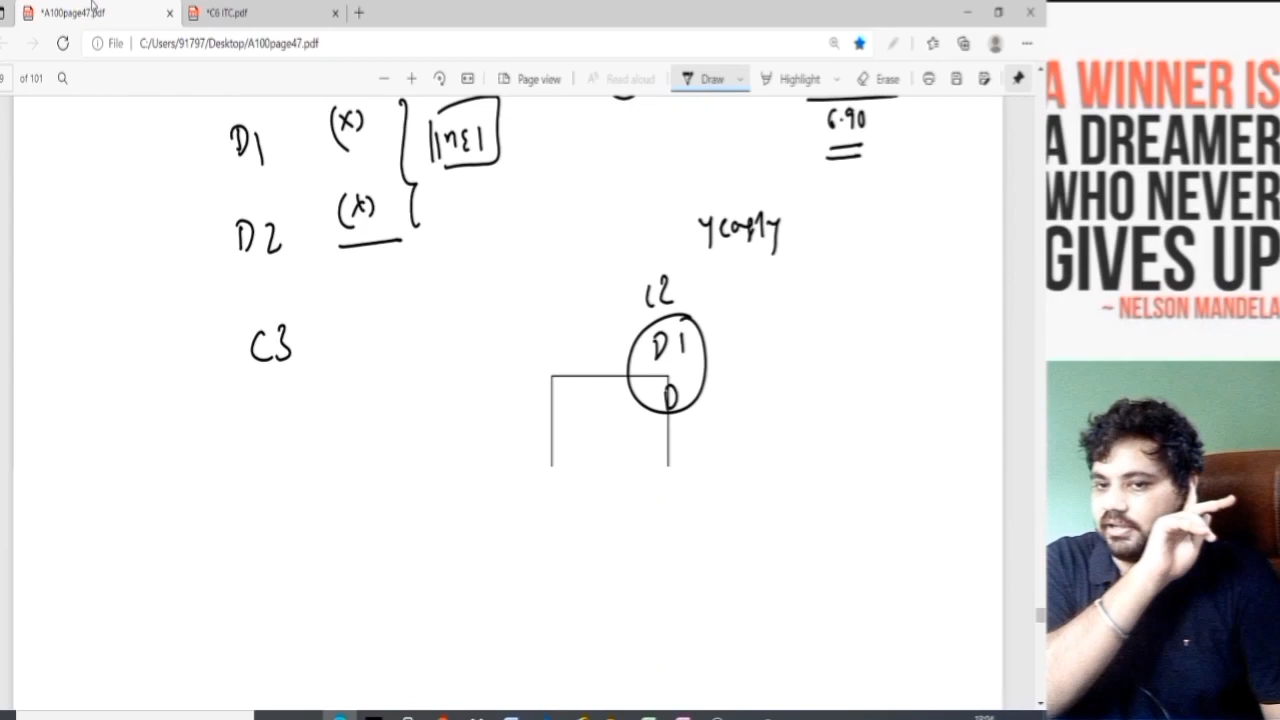 *A100page47.pdf
*C6 ITC.pdf
File C:/Users/91797/Desktop/A100page47.pdf
9 of 101 Page view Read aloud Draw Highlight Erase
D1 (X)
D2 (X)
6.90
C3
D1
D
A WINNER IS
A DREAMER
WHO NEVER
GIVES UP
~ NELSON MANDELA